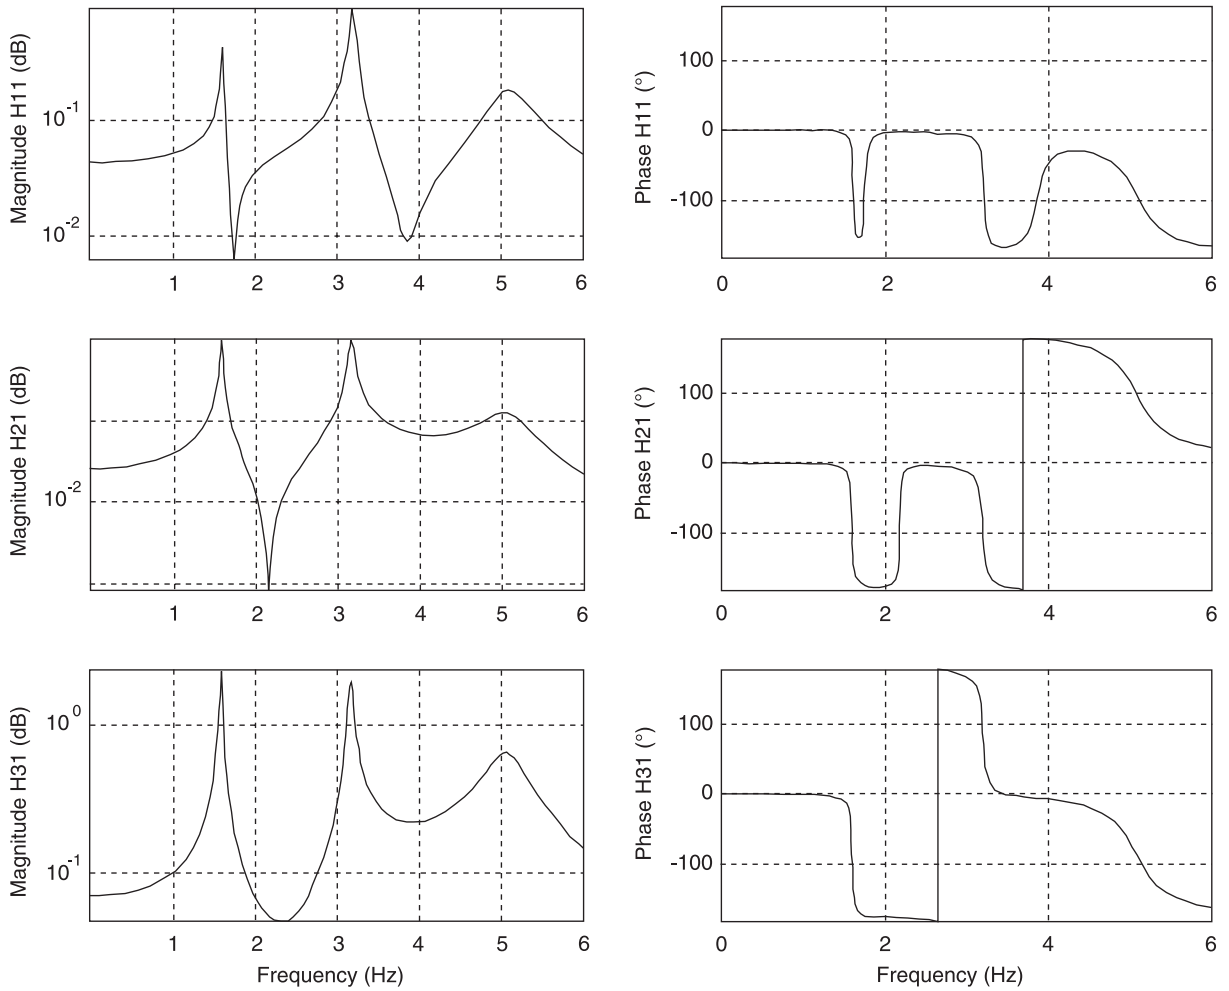 Magnitude H11 (dB)
10-1
10-2
1 2 3 4 5 6
Phase H11 (°)
100
0
-100
0 2 4 6
Magnitude H21 (dB)
10-2
1 2 3 4 5 6
Phase H21 (°)
100
0
-100
0 2 4 6
Magnitude H31 (dB)
100
10-1
1 2 3 4 5 6
Frequency (Hz)
Phase H31 (°)
100
0
-100
0 2 4 6
Frequency (Hz)